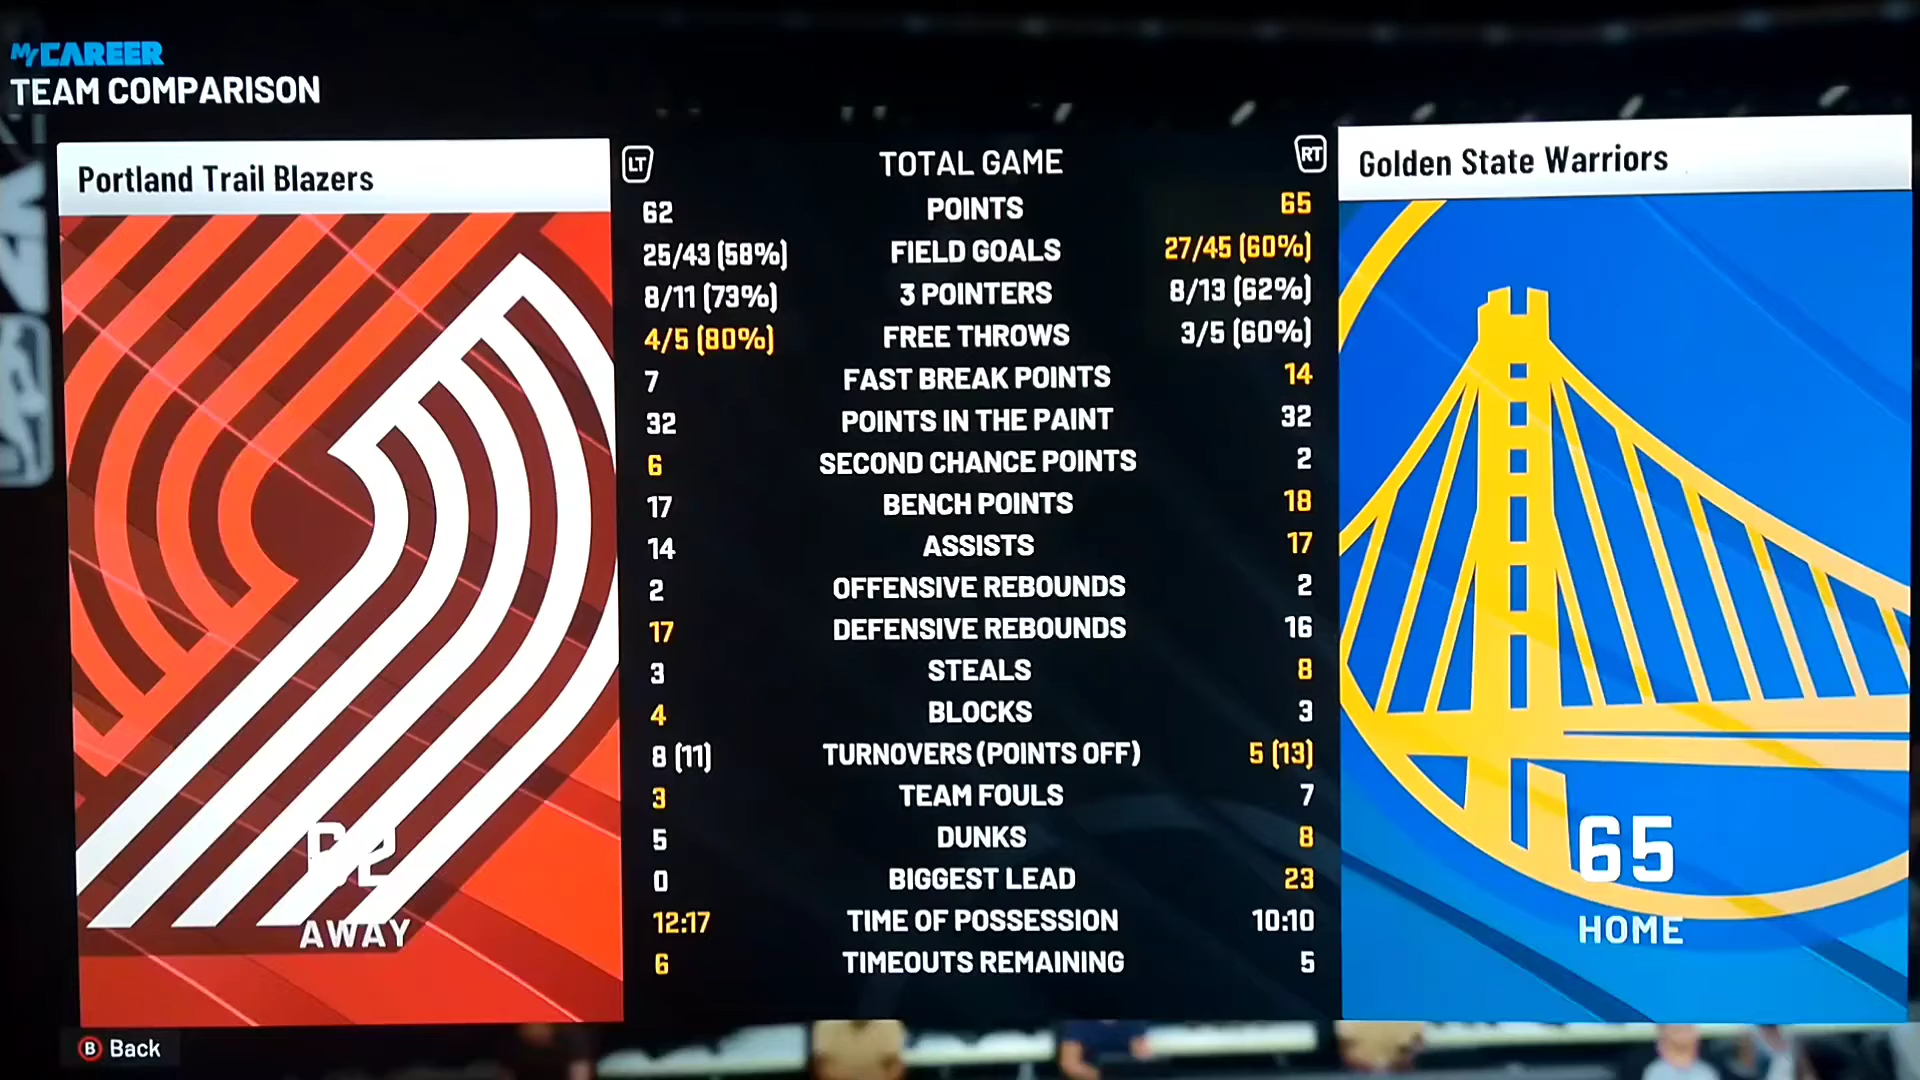 MyCAREER
TEAM COMPARISON
Portland Trail Blazers
LT TOTAL GAME RT
Golden State Warriors
62 POINTS 65
25/43 (58%) FIELD GOALS 27/45 (60%)
8/11 (73%) 3 POINTERS 8/13 (62%)
4/5 (80%) FREE THROWS 3/5 (60%)
7 FAST BREAK POINTS 14
32 POINTS IN THE PAINT 32
6 SECOND CHANCE POINTS 2
17 BENCH POINTS 18
14 ASSISTS 17
2 OFFENSIVE REBOUNDS 2
17 DEFENSIVE REBOUNDS 16
3 STEALS 8
4 BLOCKS 3
8 (11) TURNOVERS (POINTS OFF) 5 (13)
3 TEAM FOULS 7
5 DUNKS 8
0 BIGGEST LEAD 23
12:17 TIME OF POSSESSION 10:10
6 TIMEOUTS REMAINING 5
62
AWAY
65
HOME
B Back